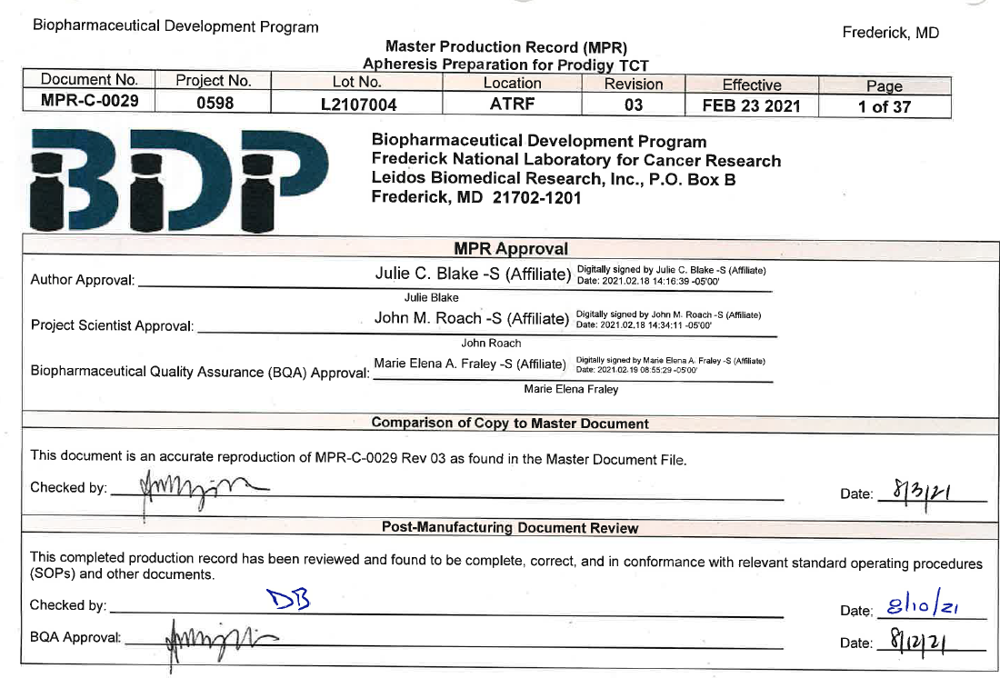 Biopharmaceutical Development Program
Frederick, MD
Master Production Record (MPR)
Apheresis Preparation for Prodigy TCT
Document No. Project No. Lot No. Location Revision Effective Page
MPR-C-0029 0598 L2107004 ATRF 03 FEB 23 2021 1 of 37
BDP
Biopharmaceutical Development Program
Frederick National Laboratory for Cancer Research
Leidos Biomedical Research, Inc., P.O. Box B
Frederick, MD 21702-1201
MPR Approval
Author Approval: Julie C. Blake -S (Affiliate) Digitally signed by Julie C. Blake -S (Affiliate)
Date: 2021.02.18 14:16:39 -05'00'
Julie Blake
Project Scientist Approval: John M. Roach -S (Affiliate) Digitally signed by John M. Roach -S (Affiliate)
Date: 2021.02.18 14:34:11 -05'00'
John Roach
Biopharmaceutical Quality Assurance (BQA) Approval: Marie Elena A. Fraley -S (Affiliate) Digitally signed by Marie Elena A. Fraley -S (Affiliate)
Date: 2021.02.19 08:55:29 -05'00'
Marie Elena Fraley
Comparison of Copy to Master Document
This document is an accurate reproduction of MPR-C-0029 Rev 03 as found in the Master Document File.
Checked by: Date: 8/3/21
Post-Manufacturing Document Review
This completed production record has been reviewed and found to be complete, correct, and in conformance with relevant standard operating procedures
(SOPs) and other documents.
Checked by: DB Date: 8/10/21
BQA Approval: Date: 8/12/21